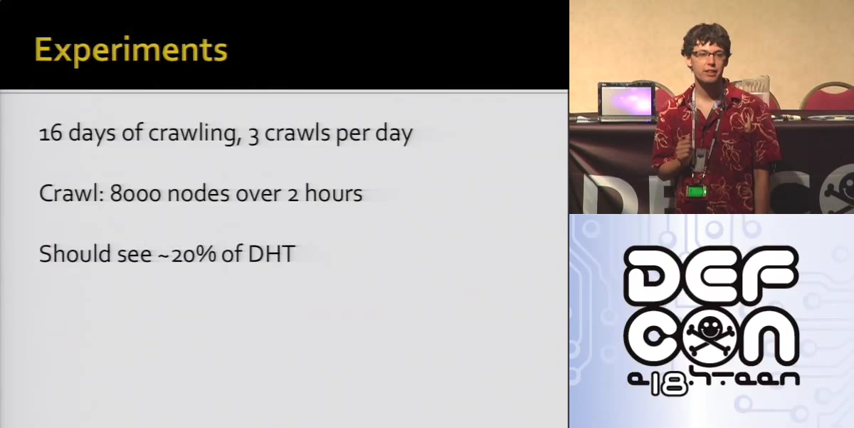 Experiments
16 days of crawling, 3 crawls per day
Crawl: 8000 nodes over 2 hours
Should see ~20% of DHT
DEF
CON